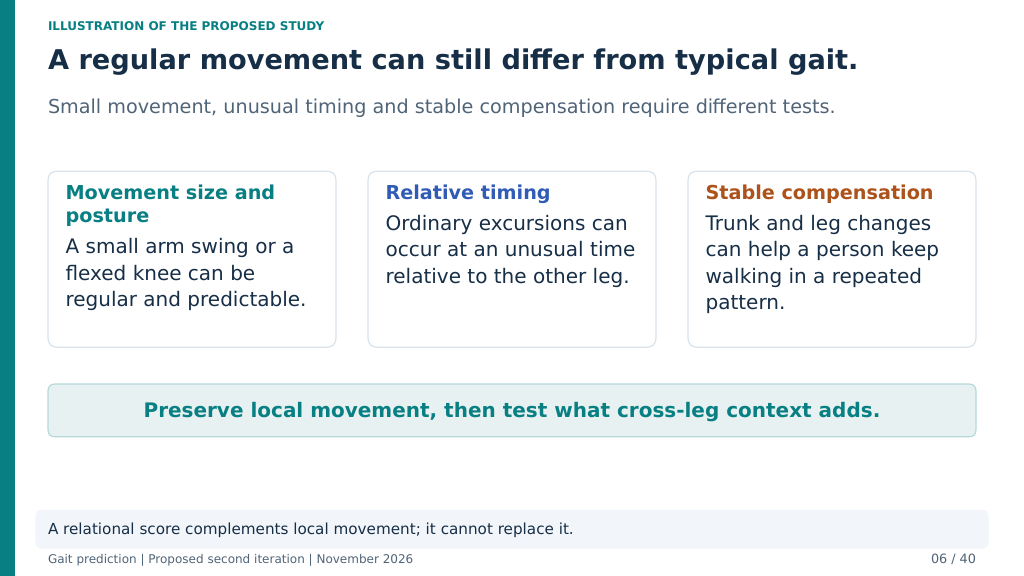 ILLUSTRATION OF THE PROPOSED STUDY
A regular movement can still differ from typical gait.
Small movement, unusual timing and stable compensation require different tests.
Movement size and
posture
A small arm swing or a
flexed knee can be
regular and predictable.
Relative timing
Ordinary excursions can
occur at an unusual time
relative to the other leg.
Stable compensation
Trunk and leg changes
can help a person keep
walking in a repeated
pattern.
Preserve local movement, then test what cross-leg context adds.
A relational score complements local movement; it cannot replace it.
Gait prediction | Proposed second iteration | November 2026
06 / 40